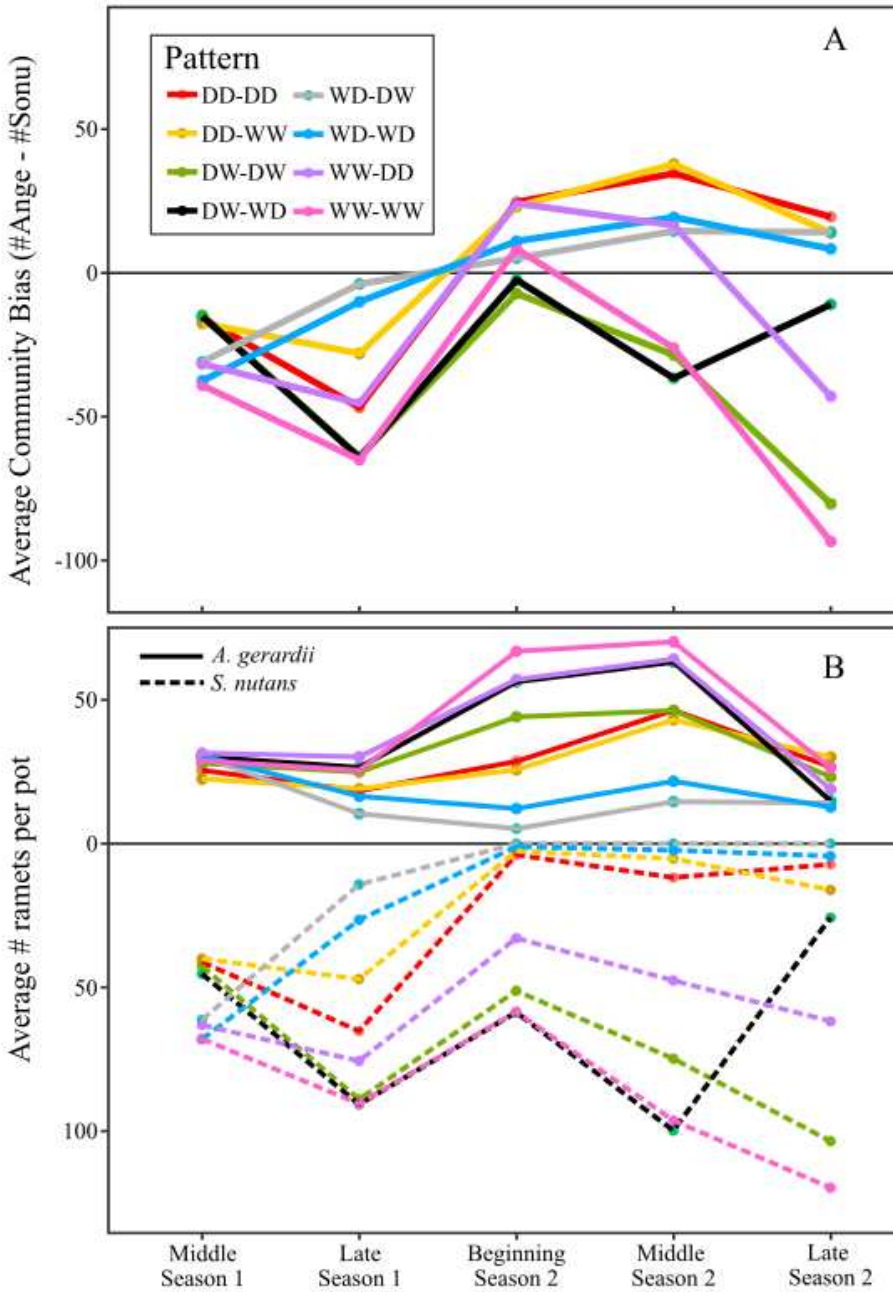 A
Pattern
DD-DD WD-DW
DD-WW WD-WD
DW-DW WW-DD
DW-WD WW-WW
Average Community Bias (#Ange - #Sonu)
50
0
-50
-100
B
A. gerardii
S. nutans
Average # ramets per pot
50
0
50
100
Middle Season 1
Late Season 1
Beginning Season 2
Middle Season 2
Late Season 2